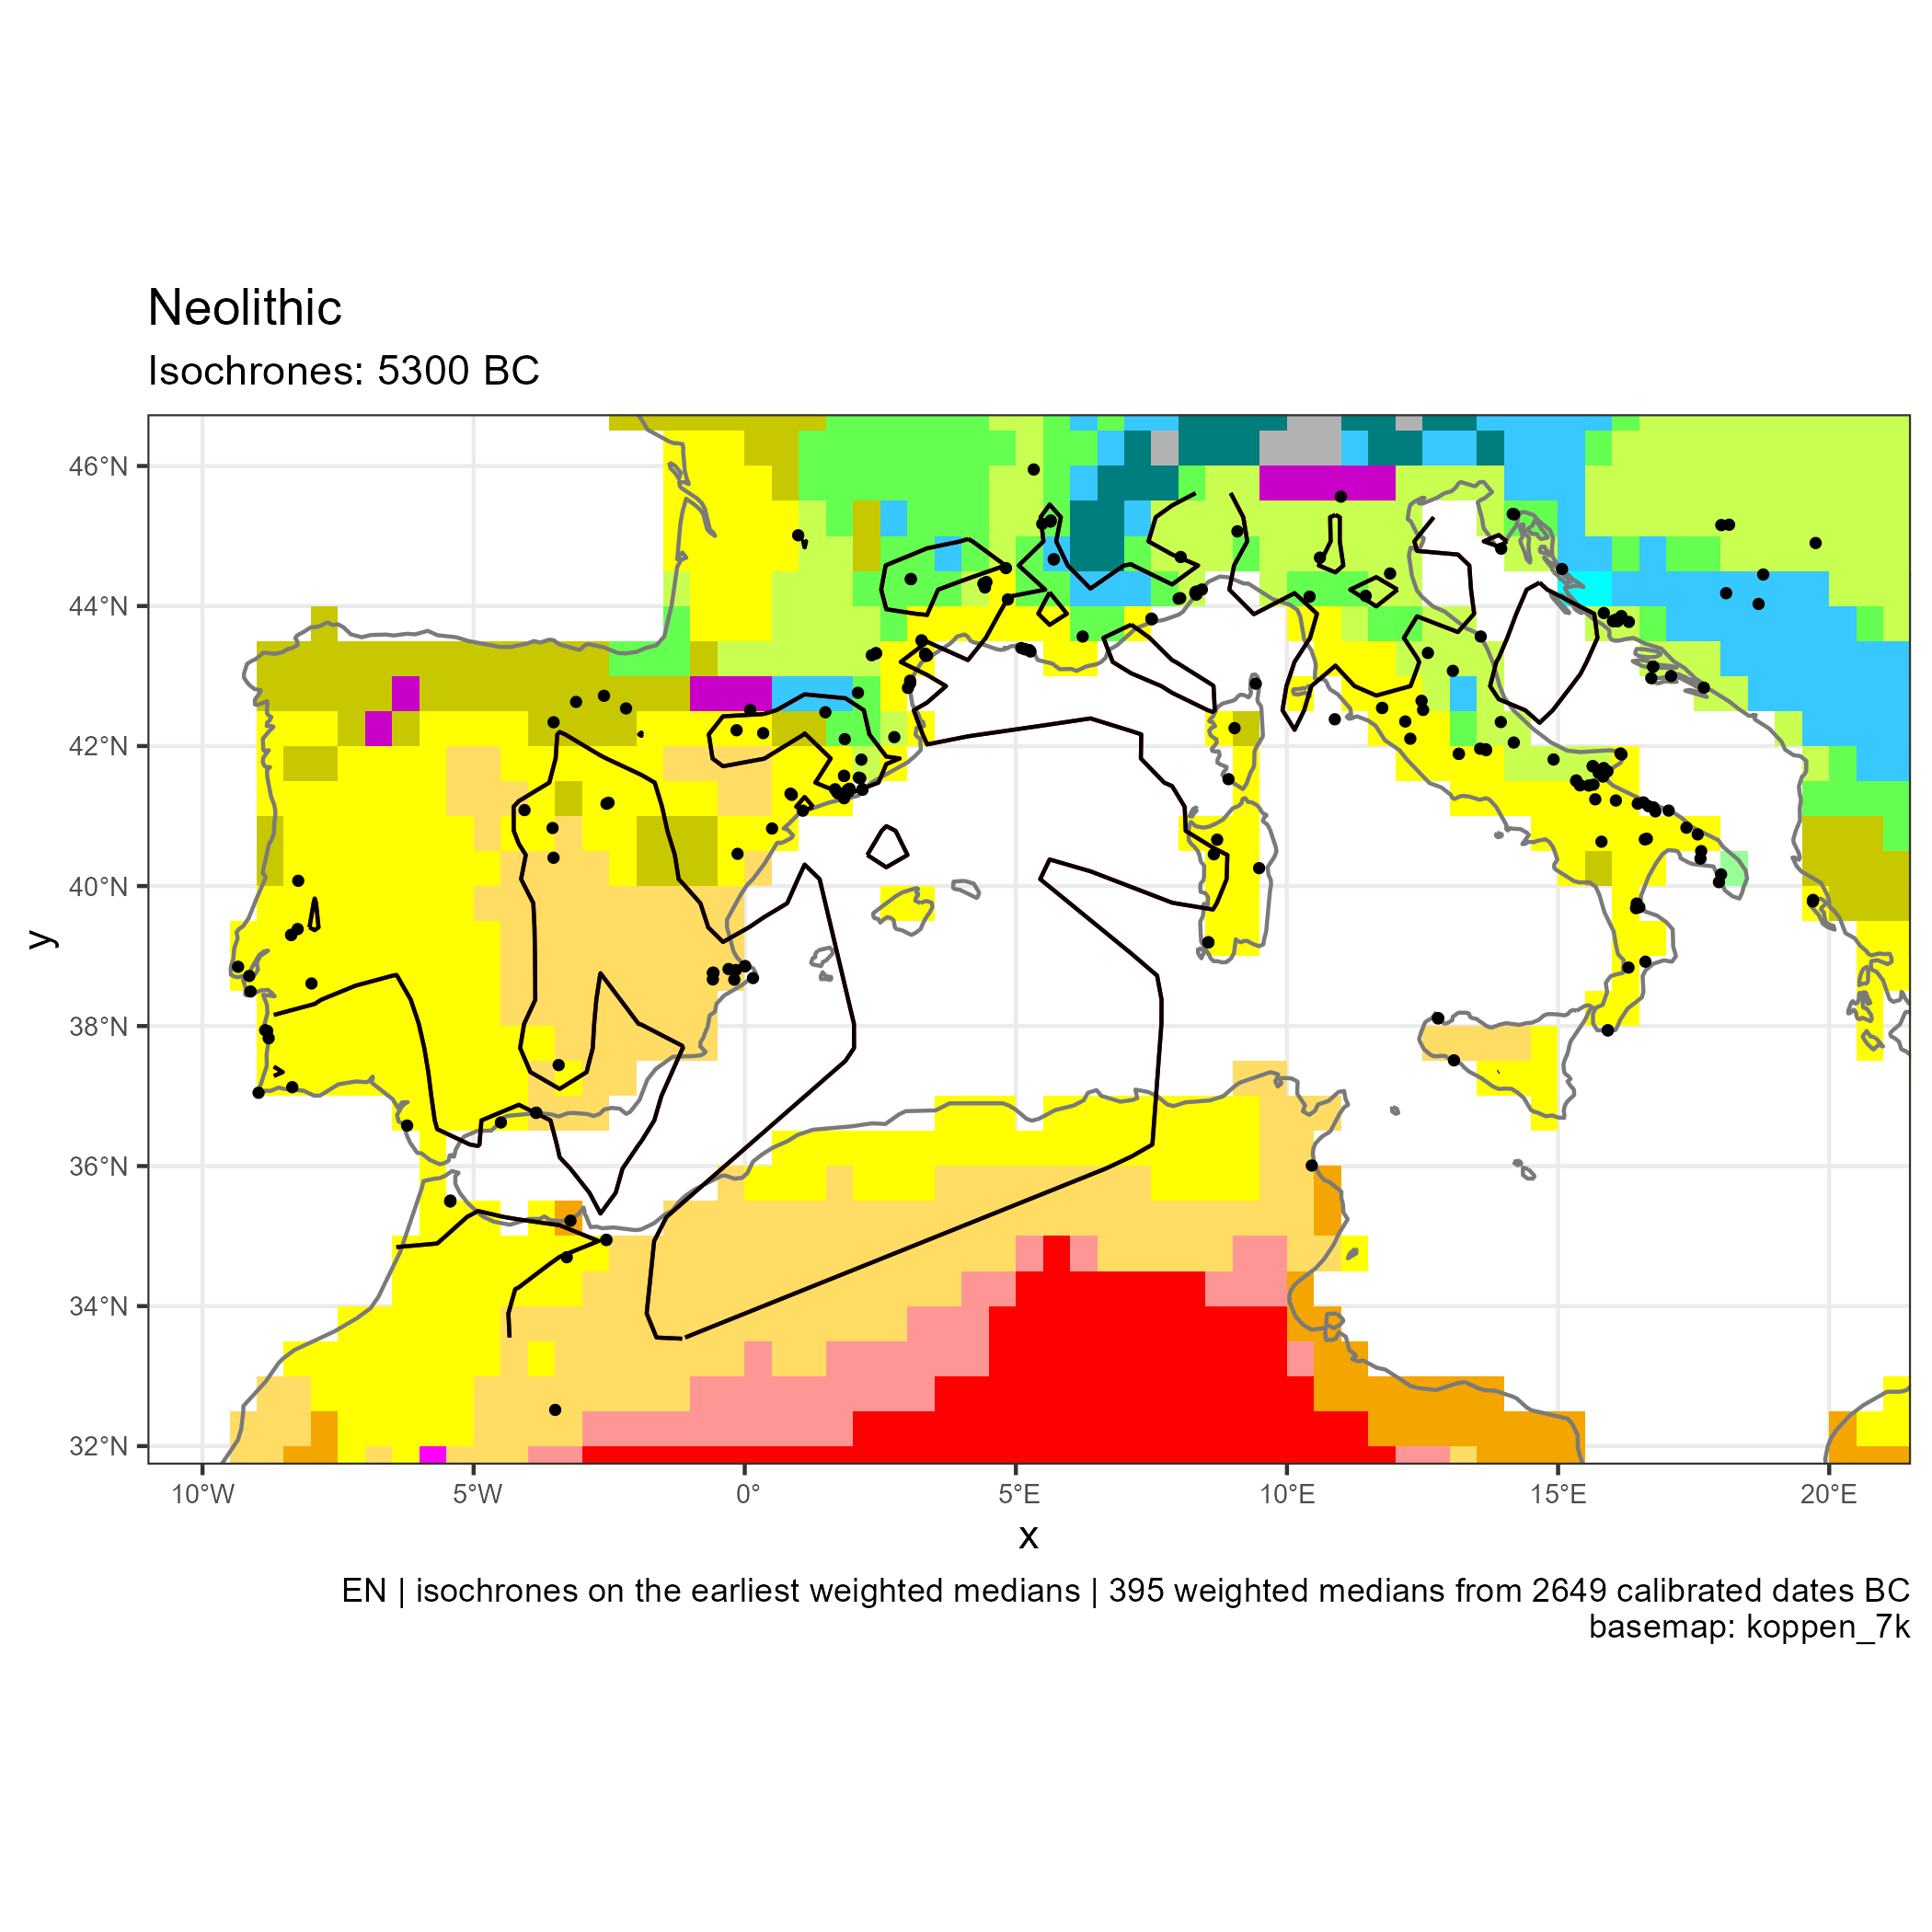 Neolithic
Isochrones: 5300 BC
46°N
44°N
42°N
40°N
38°N
36°N
34°N
32°N
y
10°W 5°W 0° 5°E 10°E 15°E 20°E
x
EN | isochrones on the earliest weighted medians | 395 weighted medians from 2649 calibrated dates BC
basemap: koppen_7k